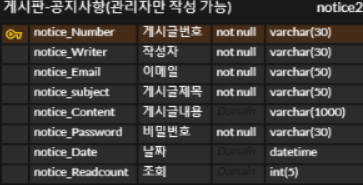 게시판-공지사항(관리자만 작성 가능) notice2
notice_Number 게시글번호 not null varchar(30)
notice_Writer 작성자 not null varchar(30)
notice_Email 이메일 not null varchar(50)
notice_subject 게시글제목 not null varchar(50)
notice_Content 게시글내용 Domain varchar(1000)
notice_Password 비밀번호 not null varchar(30)
notice_Date 날짜 Domain datetime
notice_Readcount 조회 Domain int(5)